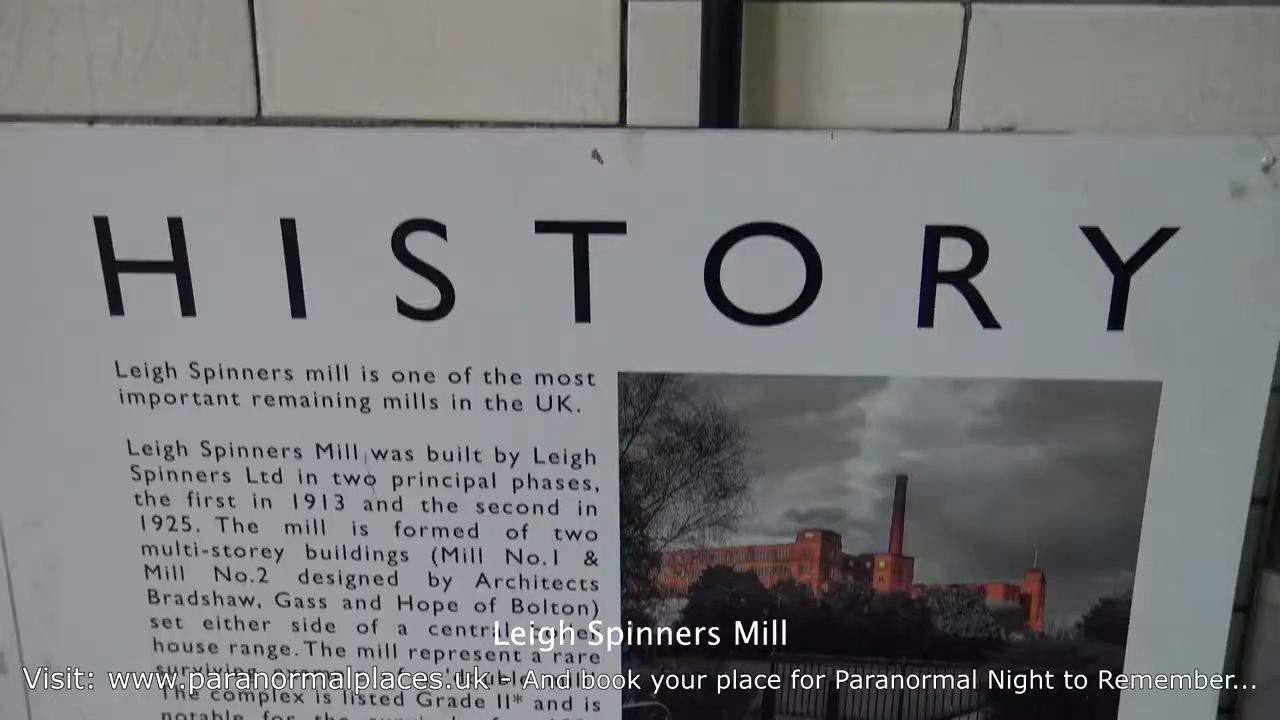 HISTORY
Leigh Spinners mill is one of the most
important remaining mills in the UK.
Leigh Spinners Mill was built by Leigh
Spinners Ltd in two principal phases,
the first in 1913 and the second in
1925. The mill is formed of two
multi-storey buildings (Mill No.1 &
Mill No.2 designed by Architects
Bradshaw, Gass and Hope of Bolton)
set either side of a central
house range. The mill represent a rare
surviving
The complex is listed Grade II* and is
notable for the
Leigh Spinners Mill
Visit: www.paranormalplaces.uk - And book your place for Paranormal Night to Remember...